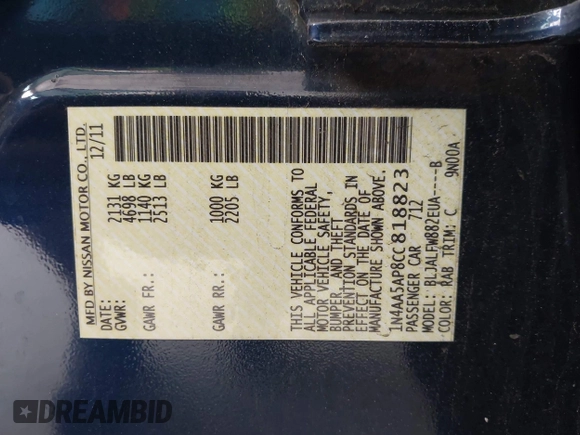 MFD BY NISSAN MOTOR CO., LTD.
DATE: 12/11
GVWR: 2131 KG
4698 LB
GAWR FR.: 1140 KG
2513 LB
GAWR RR.: 1000 KG
2205 LB
THIS VEHICLE CONFORMS TO
ALL APPLICABLE FEDERAL
MOTOR VEHICLE SAFETY,
BUMPER, AND THEFT
PREVENTION STANDARDS IN
EFFECT ON THE DATE OF
MANUFACTURE SHOWN ABOVE.
1N4AA5AP8CC818823
PASSENGER CAR 712
MODEL: BLJALFW882EUA----B
COLOR: RAB TRIM: C 9N00A
DREAMBID